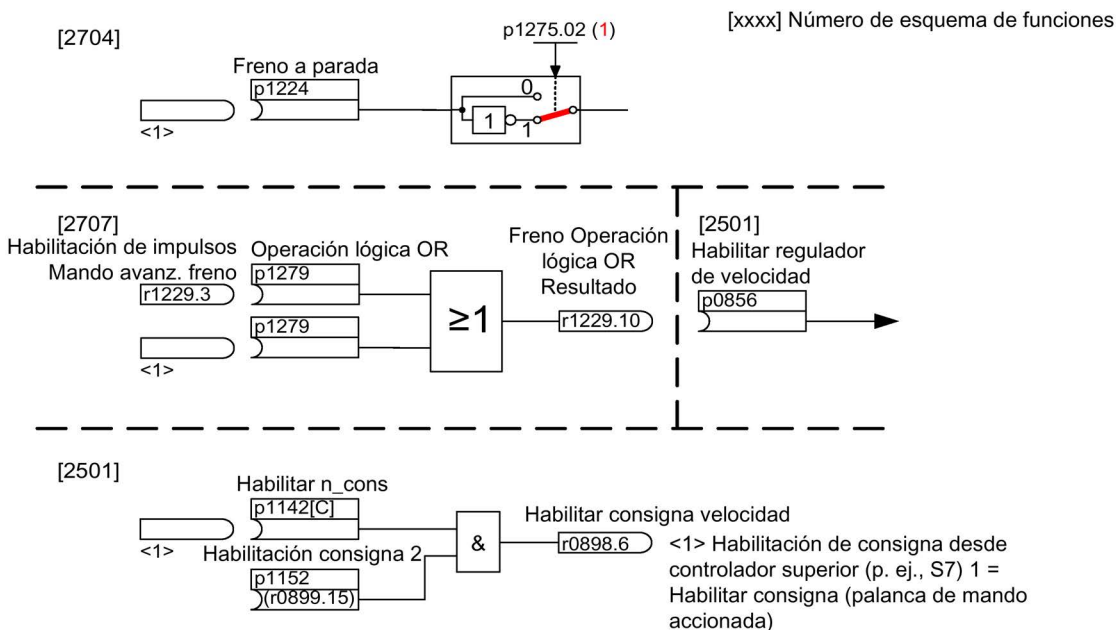 [xxxx] Número de esquema de funciones
[2704]
p1275.02 (1)
Freno a parada
p1224
<1>
0
1
1
[2707]
Habilitación de impulsos
Mando avanz. freno
r1229.3
Operación lógica OR
p1279
p1279
<1>
≥1
Freno Operación
lógica OR
Resultado
r1229.10
[2501]
Habilitar regulador
de velocidad
p0856
[2501]
Habilitar n_cons
p1142[C]
<1>
Habilitación consigna 2
p1152
(r0899.15)
&
Habilitar consigna velocidad
r0898.6
<1> Habilitación de consigna desde
controlador superior (p. ej., S7) 1 =
Habilitar consigna (palanca de mando
accionada)